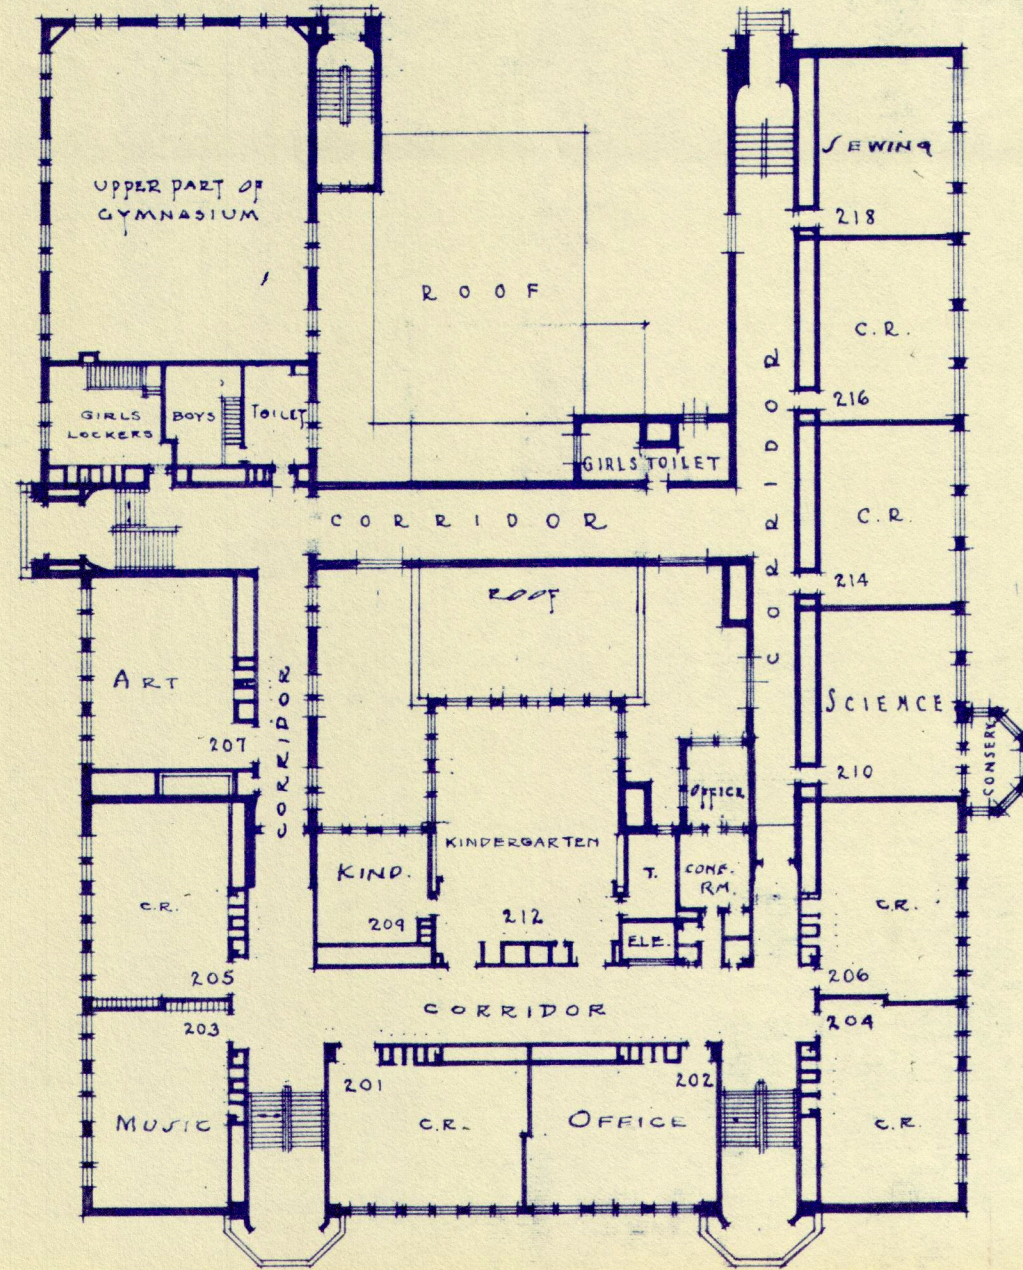 UPPER PART OF
GYMNASIUM
SEWING
218
ROOF
C.R.
216
GIRLS
LOCKERS
BOYS
TOILET
GIRLS TOILET
CORRIDOR
CORRIDOR
C.R.
214
ROOF
ART
207
CORRIDOR
SCIENCE
210
CONSERV.
OFFICE
KINDERGARTEN
KIND.
209
212
T.
CONF.
RM.
ELE.
C.R.
205
C.R.
206
CORRIDOR
203
204
201
202
MUSIC
C.R.
OFFICE
C.R.